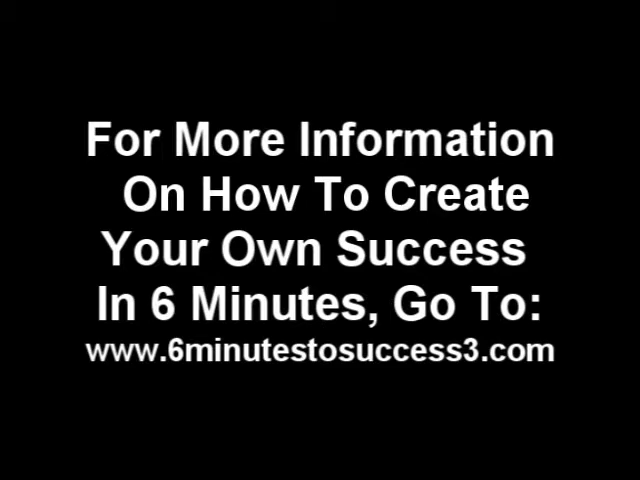 For More Information
On How To Create
Your Own Success
In 6 Minutes, Go To:
www.6minutestosuccess3.com